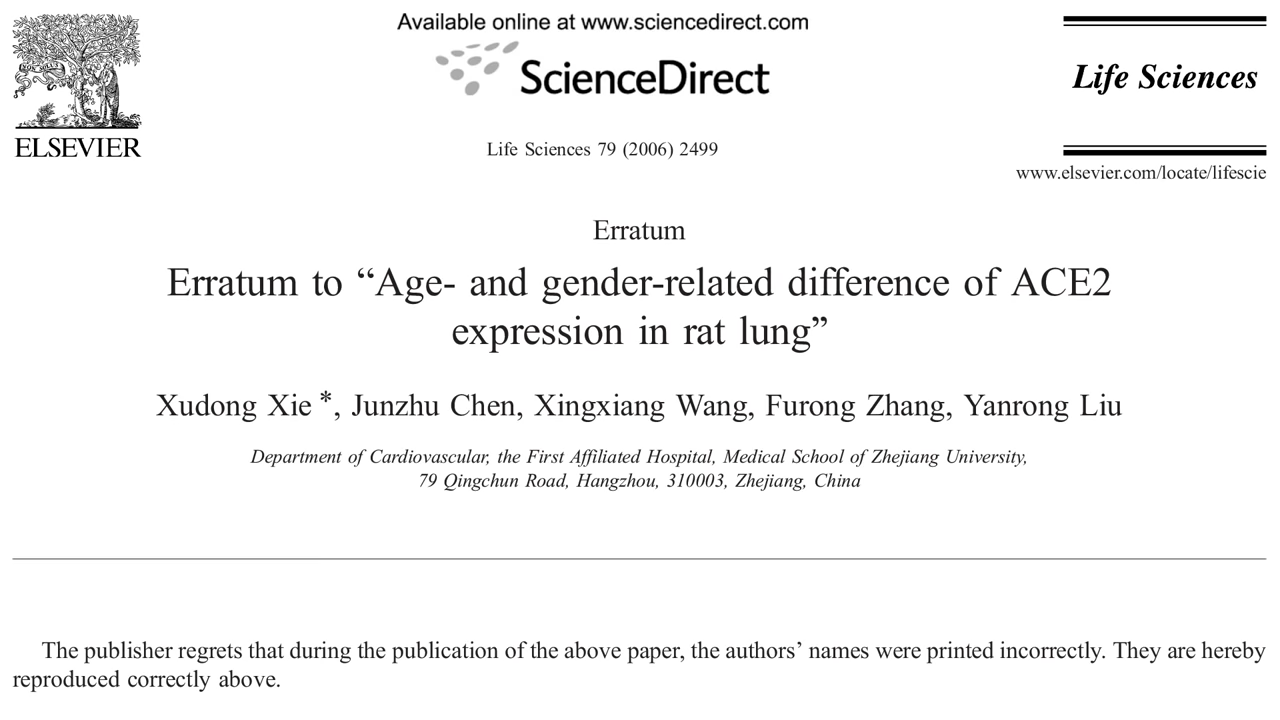 Available online at www.sciencedirect.com
ScienceDirect
ELSEVIER
Life Sciences 79 (2006) 2499
Life Sciences
www.elsevier.com/locate/lifescie
Erratum
Erratum to “Age- and gender-related difference of ACE2
expression in rat lung”
Xudong Xie *, Junzhu Chen, Xingxiang Wang, Furong Zhang, Yanrong Liu
Department of Cardiovascular, the First Affiliated Hospital, Medical School of Zhejiang University,
79 Qingchun Road, Hangzhou, 310003, Zhejiang, China
The publisher regrets that during the publication of the above paper, the authors’ names were printed incorrectly. They are hereby
reproduced correctly above.